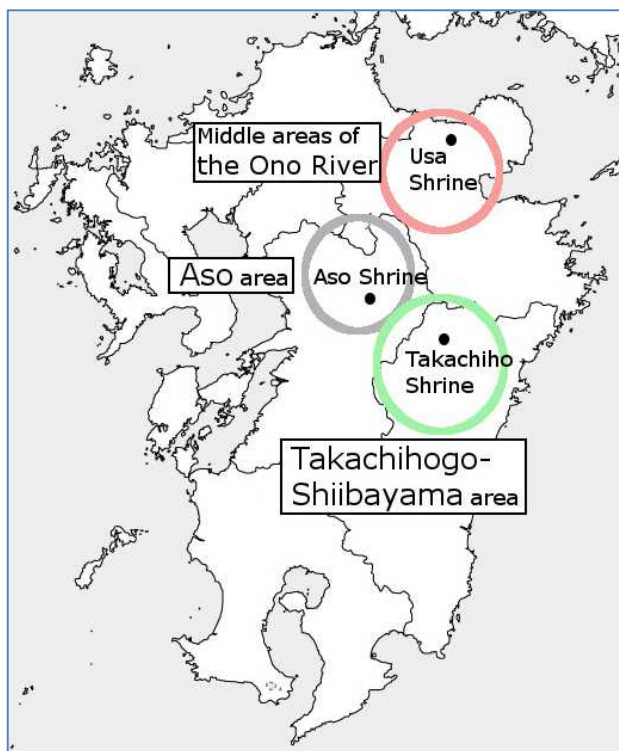 Middle areas of
the Ono River
Usa
Shrine
Aso area
Aso Shrine
Takachiho
Shrine
Takachihogo-
Shiibayama area